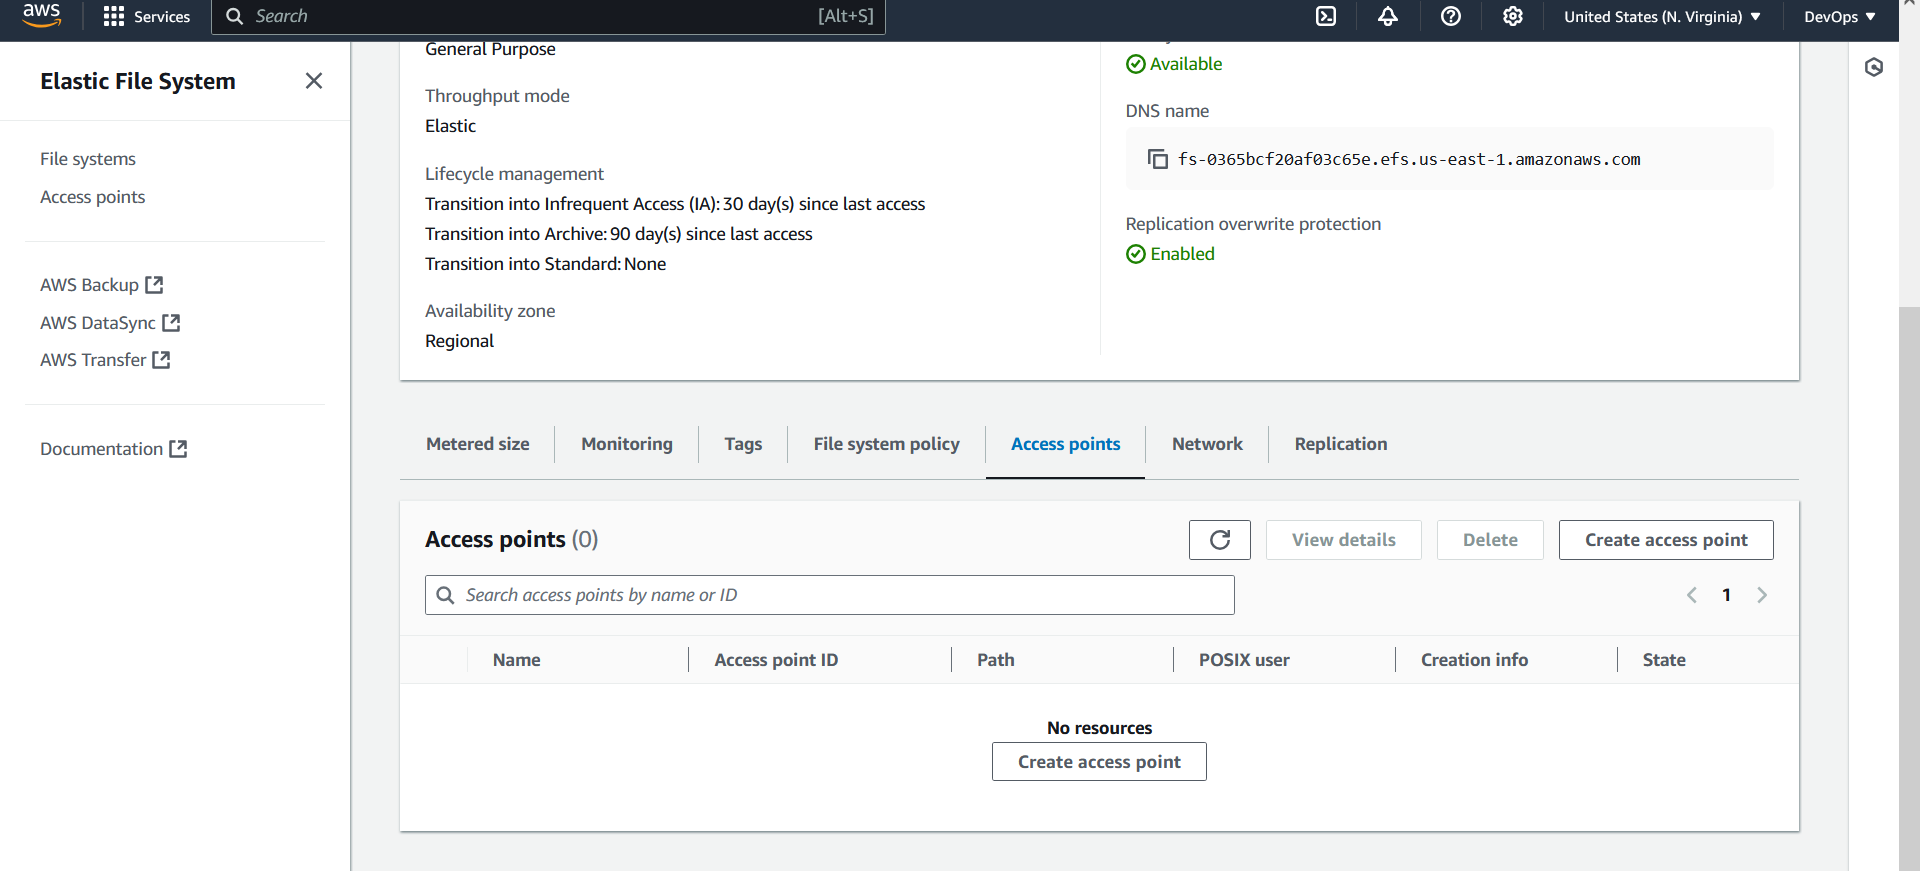 aws
Services
Search
[Alt+S]
United States (N. Virginia)
DevOps
Elastic File System
File systems
Access points
AWS Backup
AWS DataSync
AWS Transfer
Documentation
General Purpose
Throughput mode
Elastic
Lifecycle management
Transition into Infrequent Access (IA): 30 day(s) since last access
Transition into Archive: 90 day(s) since last access
Transition into Standard: None
Availability zone
Regional
Available
DNS name
fs-0365bcf20af03c65e.efs.us-east-1.amazonaws.com
Replication overwrite protection
Enabled
Metered size
Monitoring
Tags
File system policy
Access points
Network
Replication
Access points (0)
View details
Delete
Create access point
Search access points by name or ID
1
Name
Access point ID
Path
POSIX user
Creation info
State
No resources
Create access point